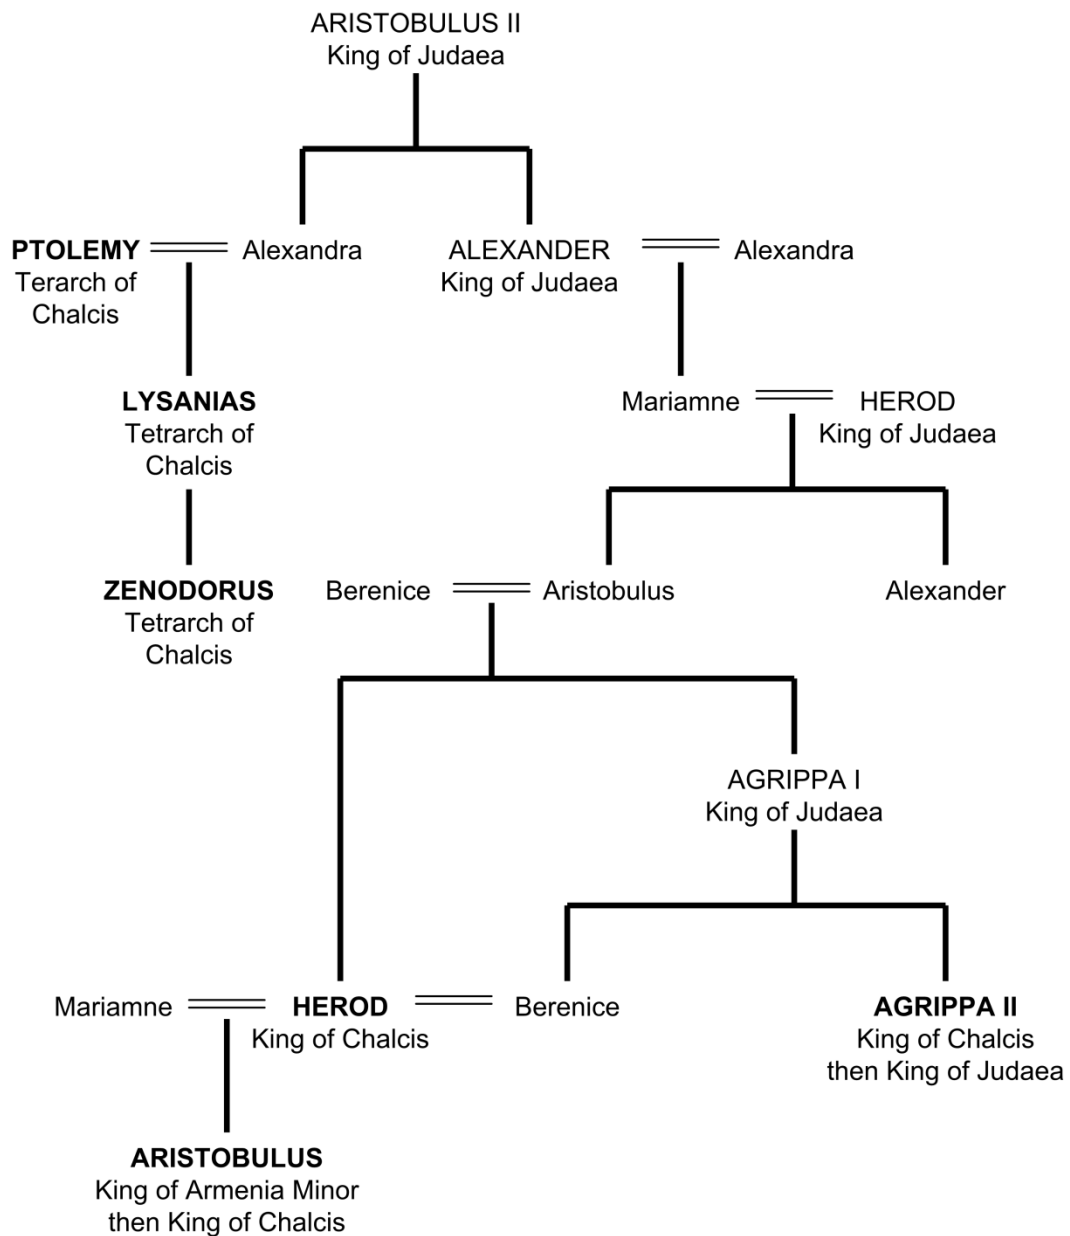 ARISTOBULUS II
King of Judaea
PTOLEMY
Terarch of
Chalcis
Alexandra
ALEXANDER
King of Judaea
Alexandra
LYSANIAS
Tetrarch of
Chalcis
Mariamne
HEROD
King of Judaea
ZENODORUS
Tetrarch of
Chalcis
Berenice
Aristobulus
Alexander
AGRIPPA I
King of Judaea
Mariamne
HEROD
King of Chalcis
Berenice
AGRIPPA II
King of Chalcis
then King of Judaea
ARISTOBULUS
King of Armenia Minor
then King of Chalcis